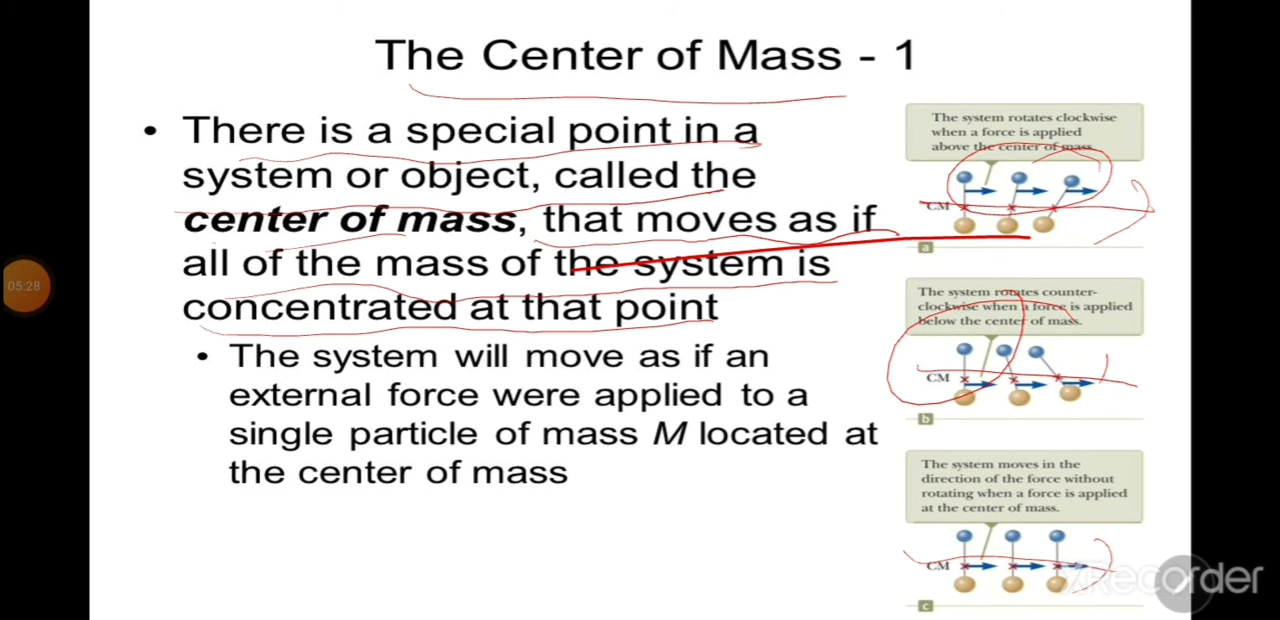 The Center of Mass - 1
• There is a special point in a
system or object, called the
center of mass, that moves as if
all of the mass of the system is
concentrated at that point
• The system will move as if an
external force were applied to a
single particle of mass M located at
the center of mass
The system rotates clockwise
when a force is applied
above the center of mass.
CM
a
The system rotates counter-
clockwise when a force is applied
below the center of mass.
CM
b
The system moves in the
direction of the force without
rotating when a force is applied
at the center of mass.
CM
c
05:28
XRecorder